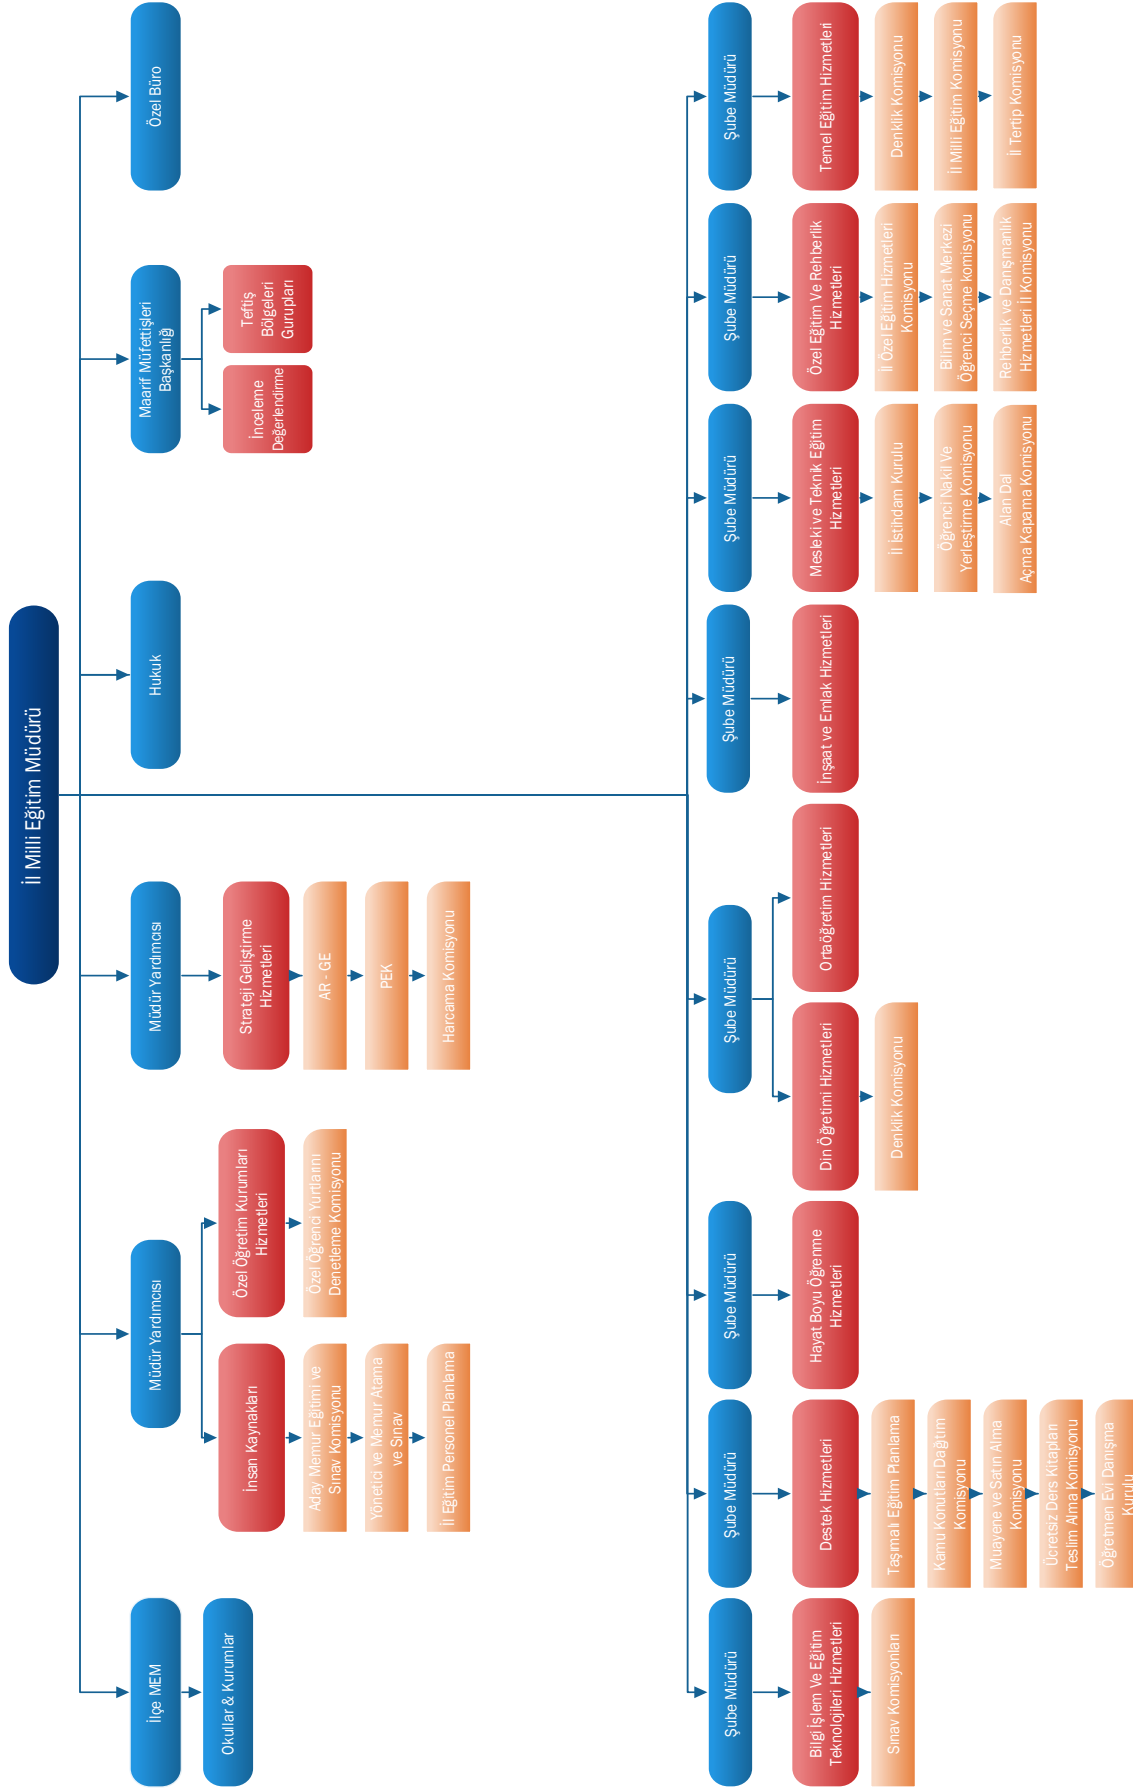 İl Milli Eğitim Müdürü
İlçe MEM
Okullar & Kurumlar
Müdür Yardımcısı
İnsan Kaynakları
Aday Memur Eğitimi ve
Sınav Komisyonu
Yönetici ve Memur Atama
ve Sınav
İl Eğitim Personel Planlama
Özel Öğretim Kurumları
Hizmetleri
Özel Öğrenci Yurtlarını
Denetleme Komisyonu
Müdür Yardımcısı
Strateji Geliştirme
Hizmetleri
AR - GE
PEK
Harcama Komisyonu
Hukuk
Maarif Müfettişleri
Başkanlığı
İnceleme
Değerlendirme
Teftiş
Bölgeleri
Gurupları
Özel Büro
Şube Müdürü
Bilgi İşlem Ve Eğitim
Teknolojileri Hizmetleri
Sınav Komisyonları
Şube Müdürü
Destek Hizmetleri
Taşımalı Eğitim Planlama
Kamu Konutları Dağıtım
Komisyonu
Muayene ve Satın Alma
Komisyonu
Ücretsiz Ders Kitapları
Teslim Alma Komisyonu
Öğretmen Evi Danışma
Kurulu
Şube Müdürü
Hayat Boyu Öğrenme
Hizmetleri
Şube Müdürü
Din Öğretimi Hizmetleri
Denklik Komisyonu
Ortaöğretim Hizmetleri
Şube Müdürü
İnşaat ve Emlak Hizmetleri
Şube Müdürü
Mesleki ve Teknik Eğitim
Hizmetleri
İl İstihdam Kurulu
Öğrenci Nakil Ve
Yerleştirme Komisyonu
Alan Dal
Açma Kapama Komisyonu
Şube Müdürü
Özel Eğitim Ve Rehberlik
Hizmetleri
İl Özel Eğitim Hizmetleri
Komisyonu
Bilim ve Sanat Merkezi
Öğrenci Seçme komisyonu
Rehberlik ve Danışmanlık
Hizmetleri İl Komisyonu
Şube Müdürü
Temel Eğitim Hizmetleri
Denklik Komisyonu
İl Milli Eğitim Komisyonu
İl Tertip Komisyonu